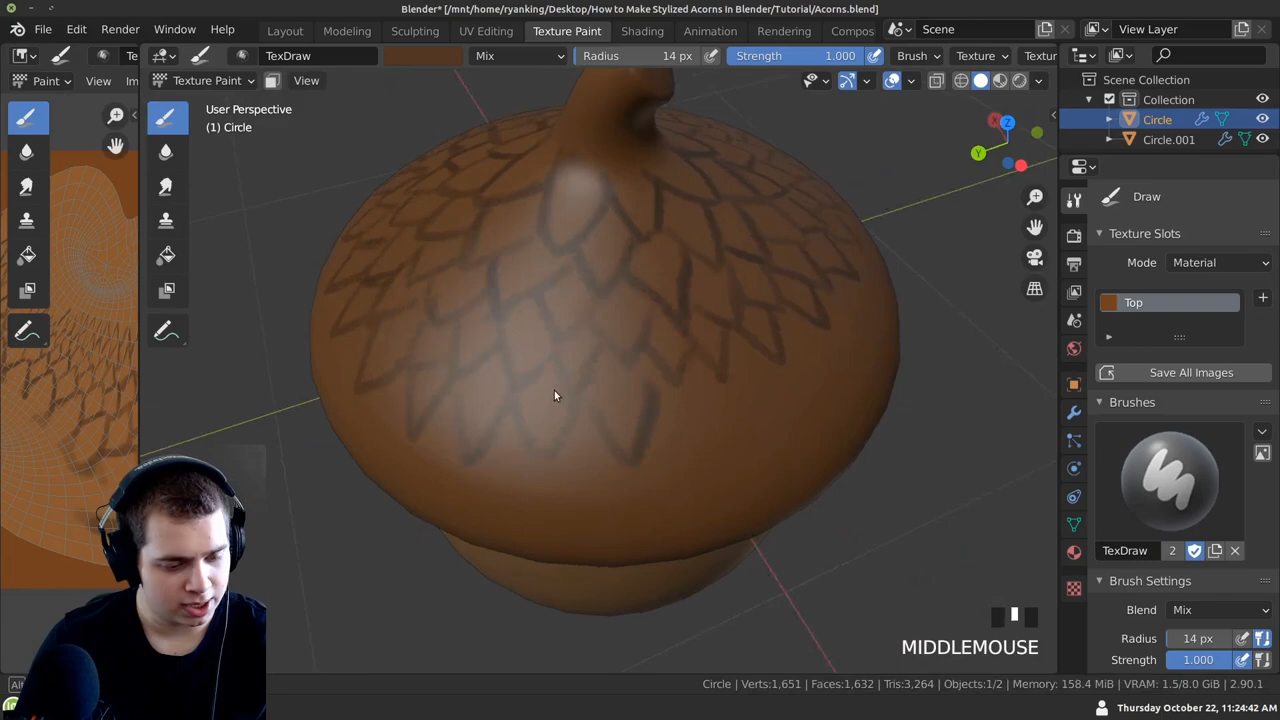 Blender* [/mnt/home/ryanking/Desktop/How to Make Stylized Acorns In Blender/Tutorial/Acorns.blend]
File Edit Render Window Help Layout Modeling Sculpting UV Editing Texture Paint Shading Animation Rendering Compos Scene View Layer
TexDraw Mix Radius 14 px Strength 1.000 Brush Texture Textur
Paint View Im Texture Paint View
Scene Collection
Collection
Circle
Circle.001
User Perspective
(1) Circle
Z
Y
Draw
Texture Slots
Mode Material
Top
Save All Images
Brushes
TexDraw 2
Brush Settings
Blend Mix
Radius 14 px
Strength 1.000
MIDDLEMOUSE
Circle | Verts:1,651 | Faces:1,632 | Tris:3,264 | Objects:1/2 | Memory: 158.4 MiB | VRAM: 1.5/8.0 GiB | 2.90.1
Thursday October 22, 11:24:42 AM